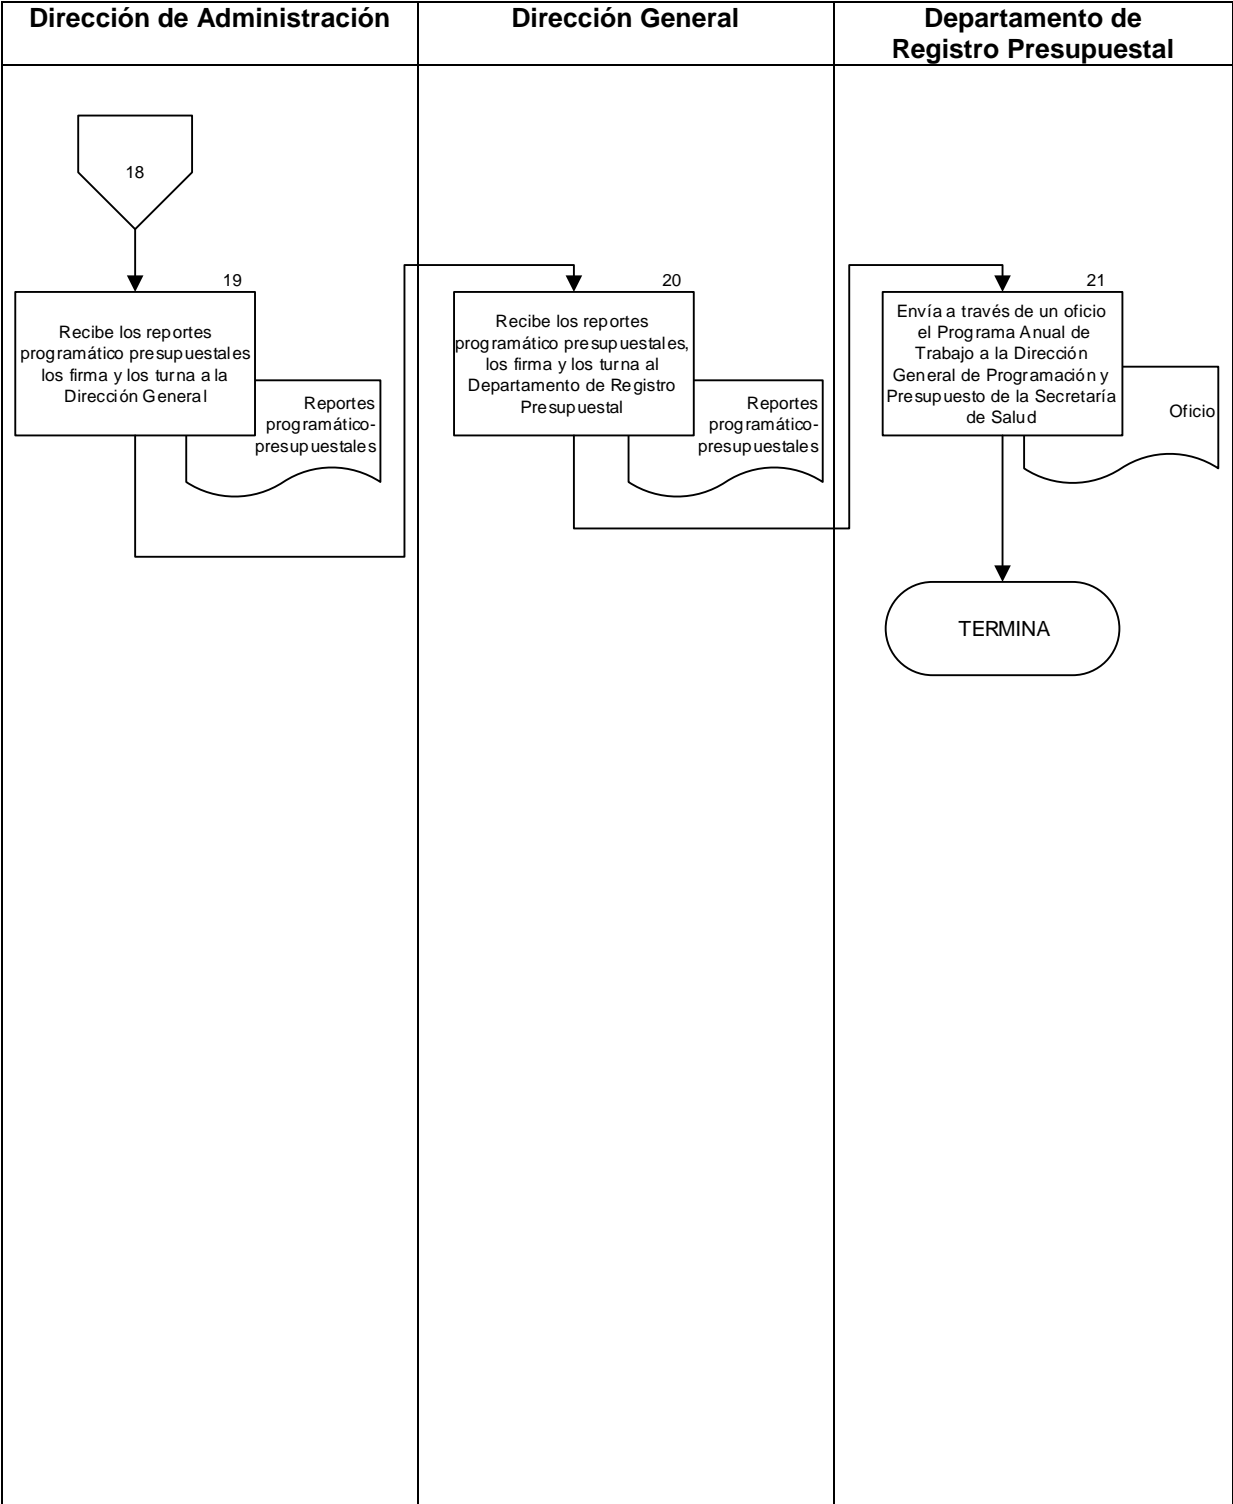 Dirección de Administración
Dirección General
Departamento de
Registro Presupuestal
18
19
Recibe los reportes
programático presupuestales
los firma y los turna a la
Dirección General
Reportes
programático-
presupuestales
20
Recibe los reportes
programático presupuestales,
los firma y los turna al
Departamento de Registro
Presupuestal
Reportes
programático-
presupuestales
21
Envía a través de un oficio
el Programa Anual de
Trabajo a la Dirección
General de Programación y
Presupuesto de la Secretaría
de Salud
Oficio
TERMINA